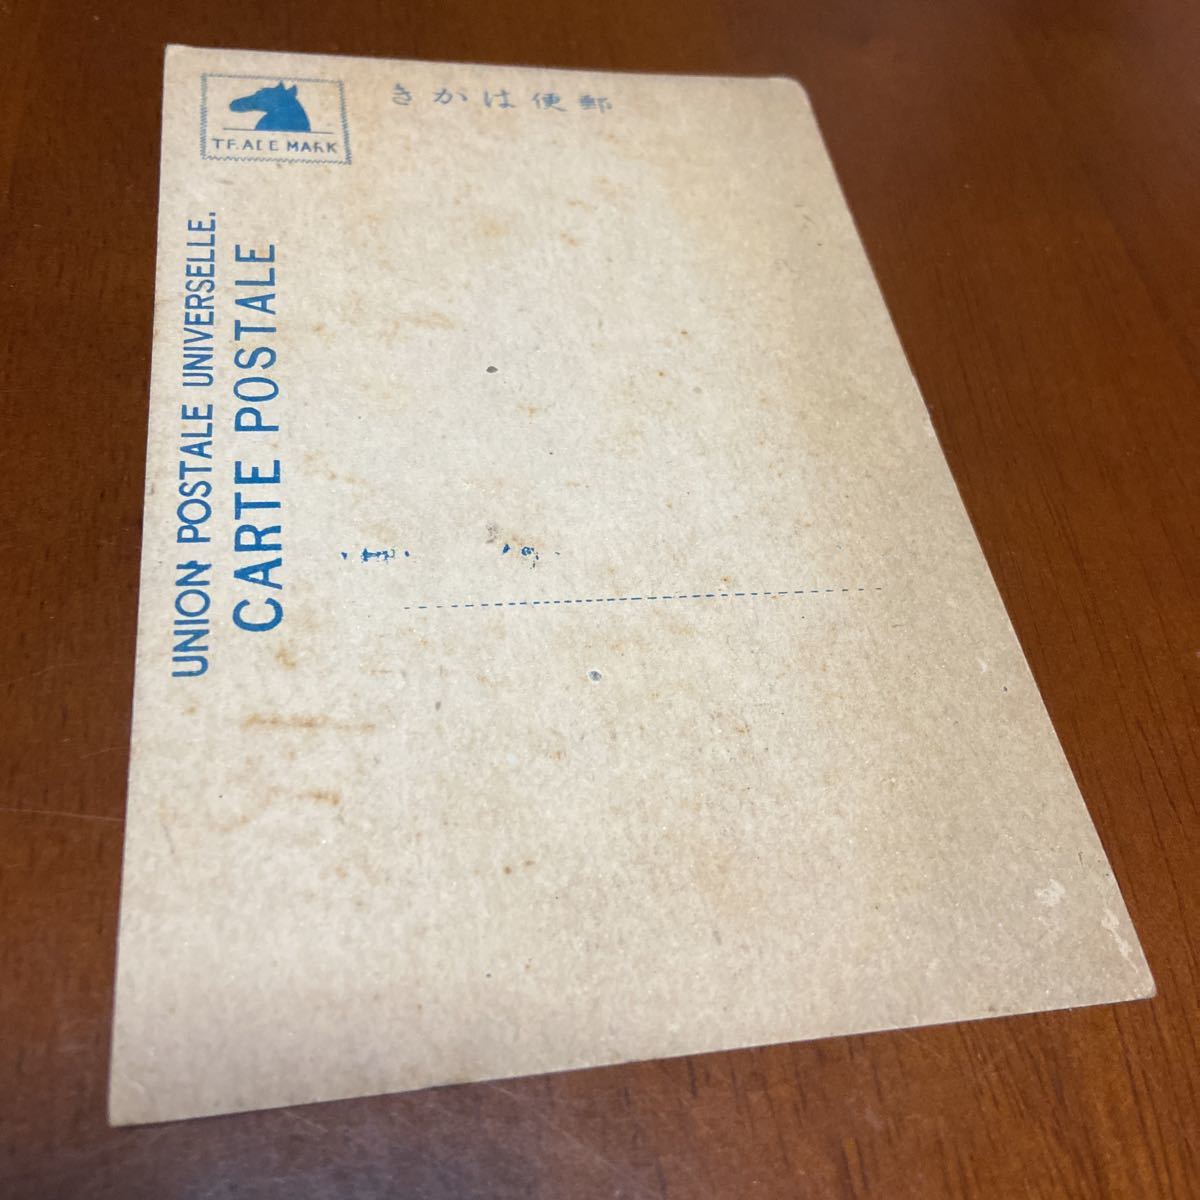 きかは便郵
TRADE MARK
UNION POSTALE UNIVERSELLE.
CARTE POSTALE